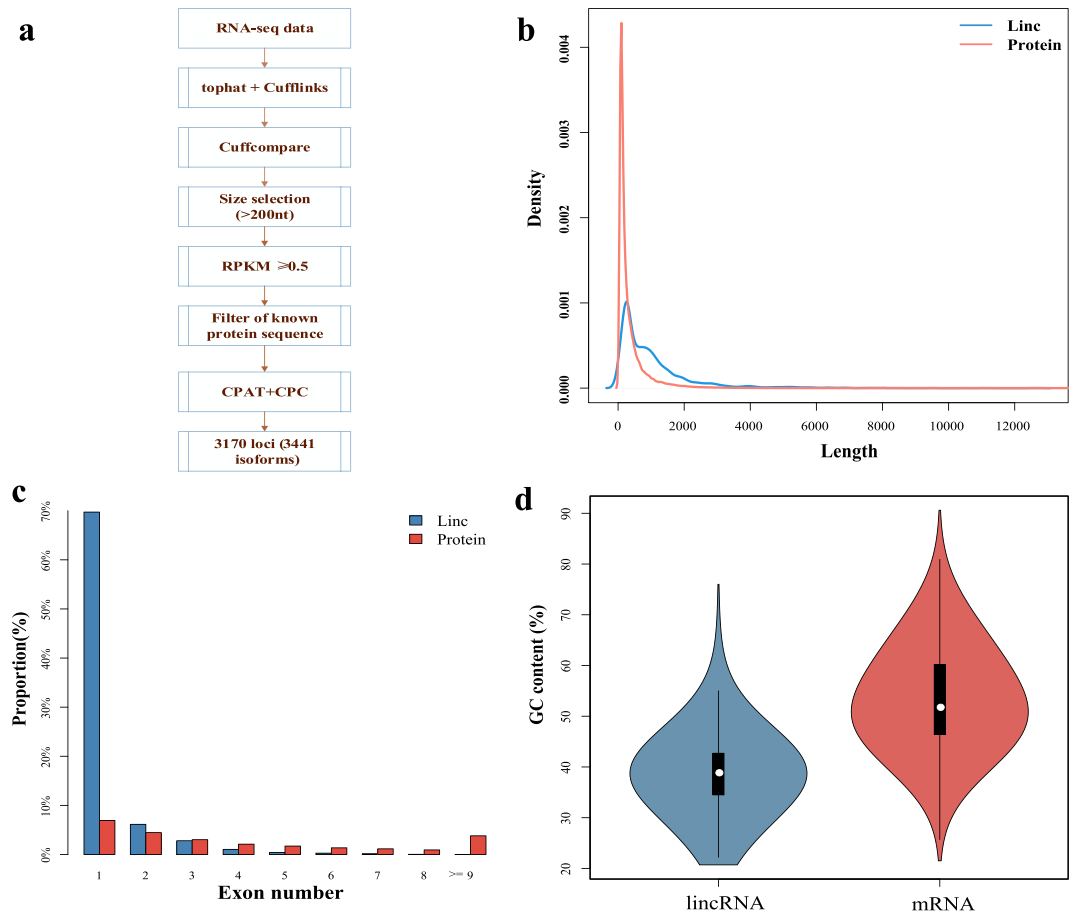 a
RNA-seq data
tophat + Cufflinks
Cuffcompare
Size selection
(>200nt)
RPKM ⩾0.5
Filter of known
protein sequence
CPAT+CPC
3170 loci (3441
isoforms)
b
Linc
Protein
Density
0.004
0.003
0.002
0.001
0.000
0 2000 4000 6000 8000 10000 12000
Length
c
Linc
Protein
Proportion(%)
70%
60%
50%
40%
30%
20%
10%
0%
1 2 3 4 5 6 7 8 >= 9
Exon number
d
GC content (%)
90
80
70
60
50
40
30
20
lincRNA mRNA